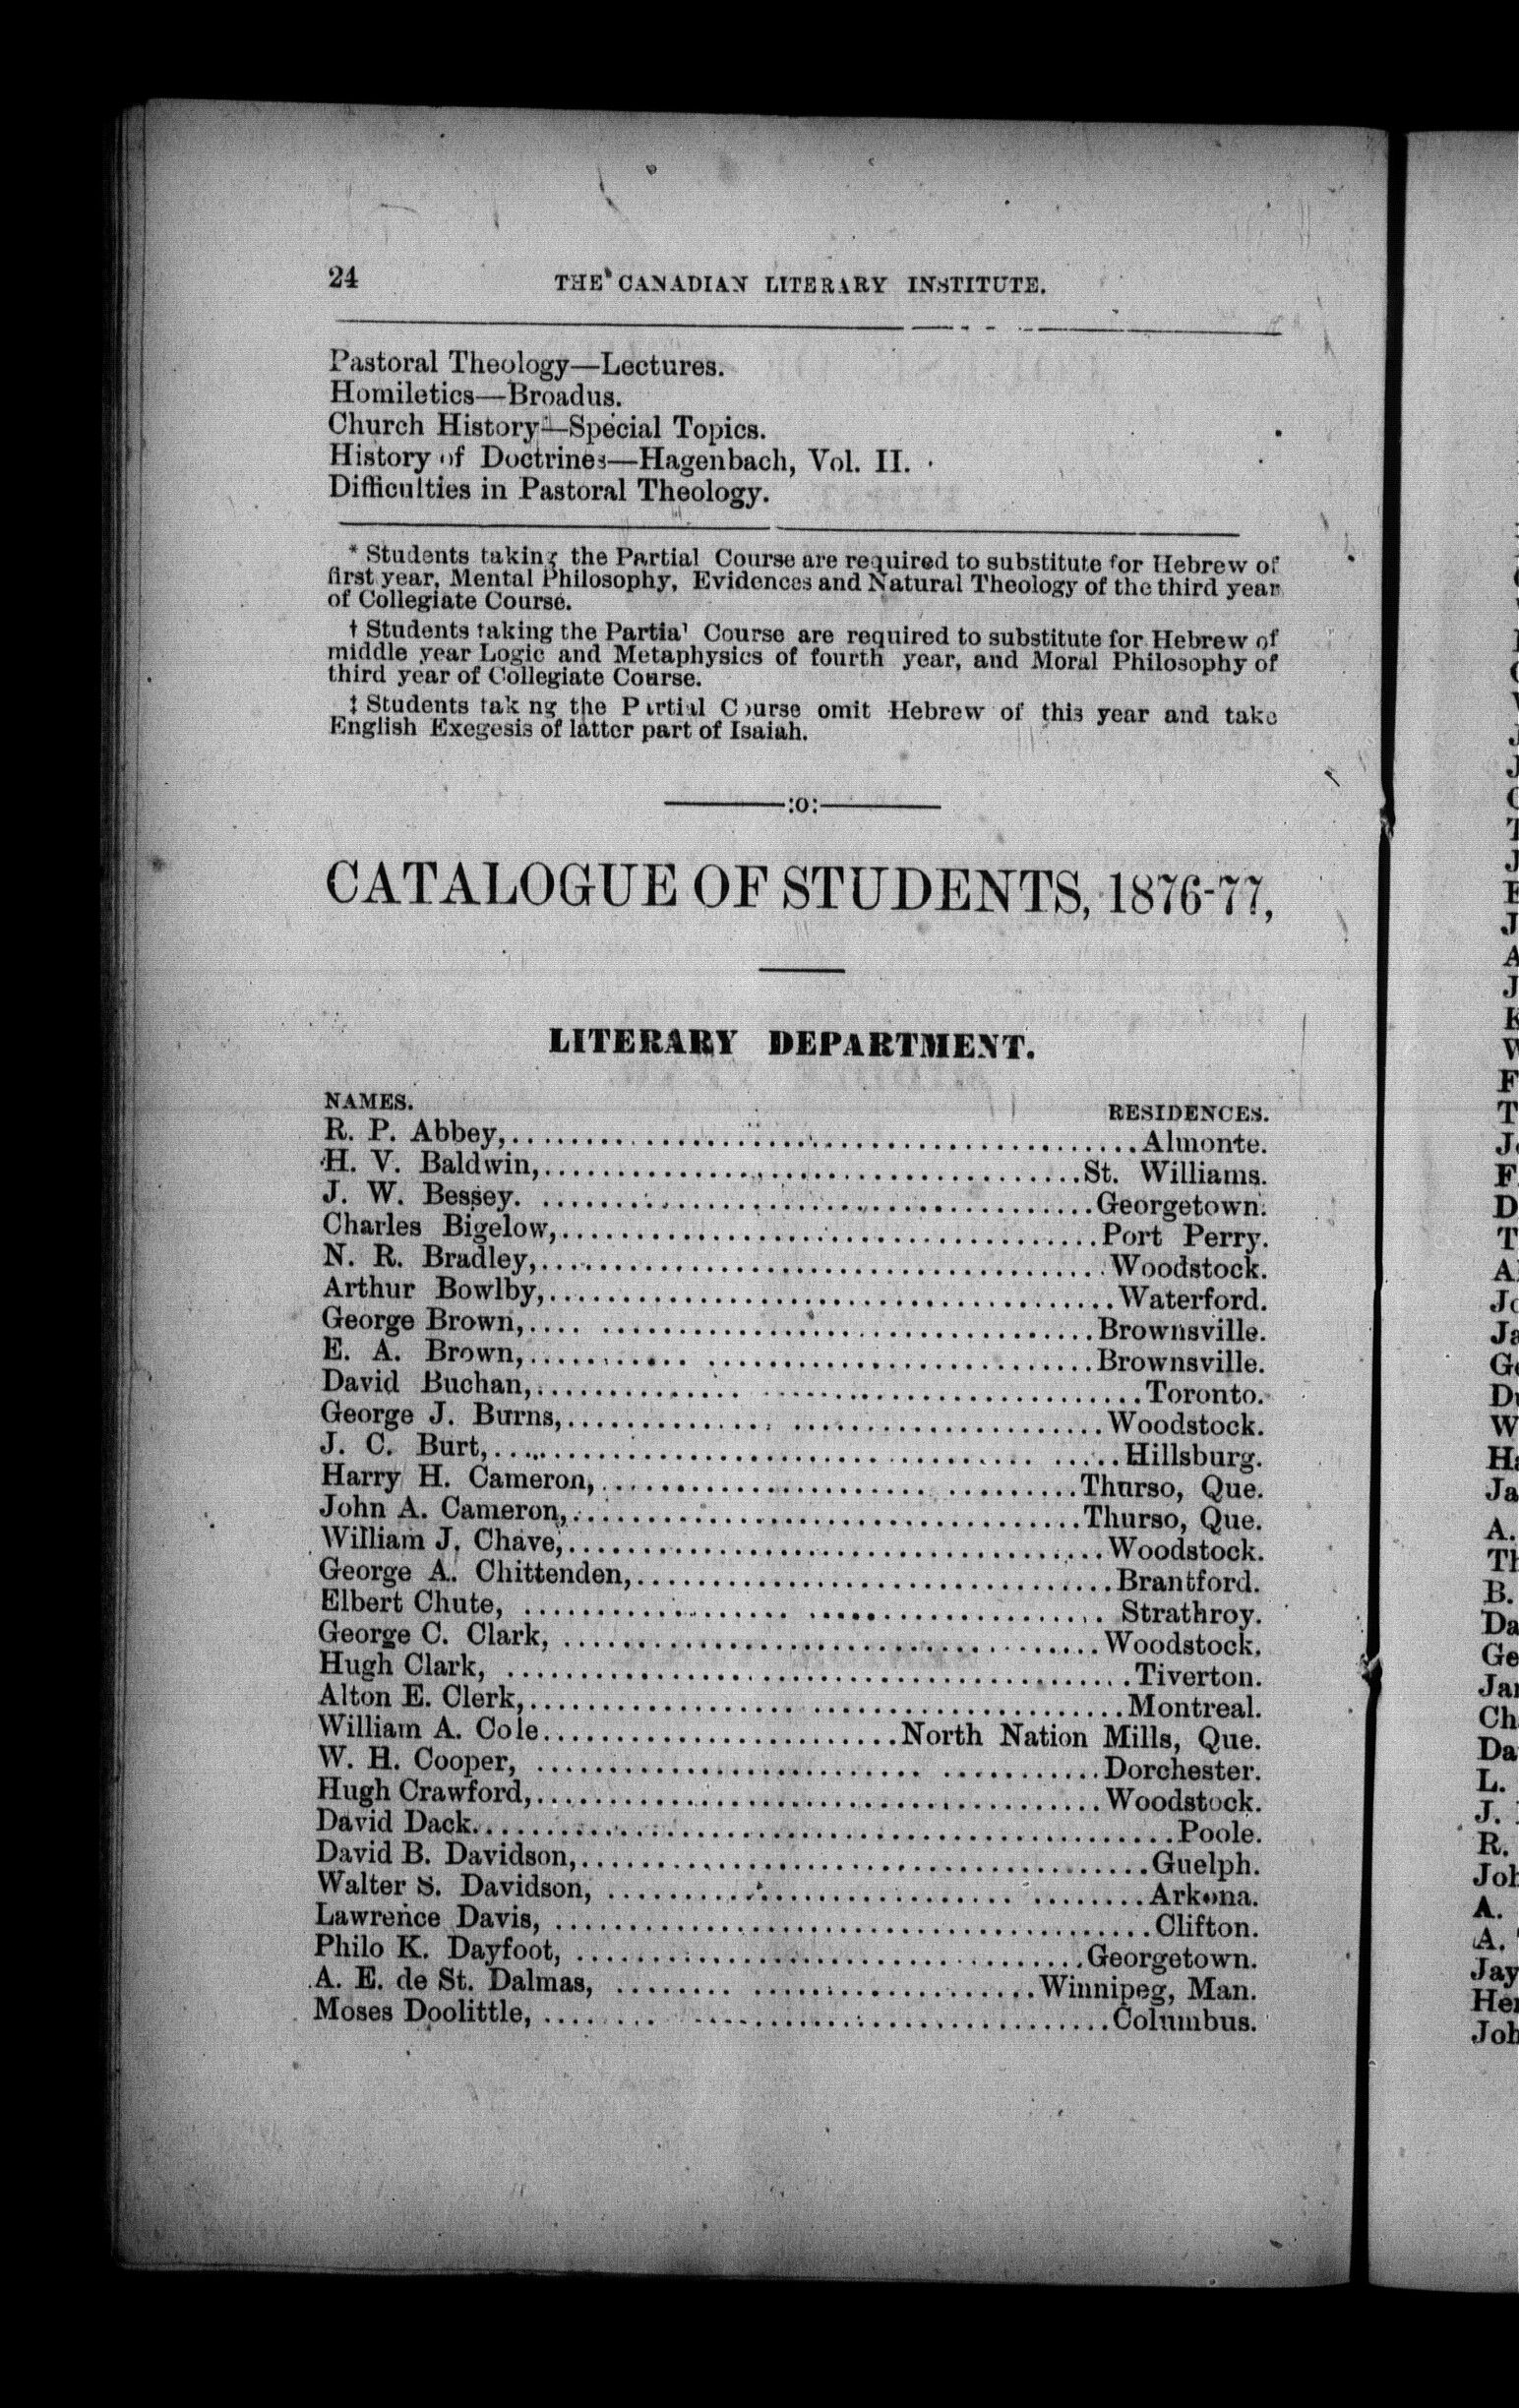 24 THE CANADIAN LITERARY INSTITUTE.
Pastoral Theology—Lectures.
Homiletics—Broadus.
Church History—Special Topics.
History of Doctrines—Hagenbach, Vol. II.
Difficulties in Pastoral Theology.
* Students taking the Partial Course are required to substitute for Hebrew of
first year, Mental Philosophy, Evidences and Natural Theology of the third year
of Collegiate Course.
† Students taking the Partial Course are required to substitute for Hebrew of
middle year Logic and Metaphysics of fourth year, and Moral Philosophy of
third year of Collegiate Course.
‡ Students tak ng the Partial Course omit Hebrew of this year and take
English Exegesis of latter part of Isaiah.
:o:
CATALOGUE OF STUDENTS, 1876-77,
LITERARY DEPARTMENT.
NAMES. RESIDENCES.
R. P. Abbey,........Almonte.
H. V. Baldwin,........St. Williams.
J. W. Bessey. ........Georgetown.
Charles Bigelow,........Port Perry.
N. R. Bradley,........Woodstock.
Arthur Bowlby,........Waterford.
George Brown,........Brownsville.
E. A. Brown,........Brownsville.
David Buchan,........Toronto.
George J. Burns,........Woodstock.
J. C. Burt,........Hillsburg.
Harry H. Cameron,........Thurso, Que.
John A. Cameron,........Thurso, Que.
William J. Chave,........Woodstock.
George A. Chittenden,........Brantford.
Elbert Chute, ........Strathroy.
George C. Clark, ........Woodstock.
Hugh Clark, ........Tiverton.
Alton E. Clerk,........Montreal.
William A. Cole........North Nation Mills, Que.
W. H. Cooper, ........Dorchester.
Hugh Crawford,........Woodstock.
David Dack........Poole.
David B. Davidson,........Guelph.
Walter S. Davidson, ........Arkona.
Lawrence Davis, ........Clifton.
Philo K. Dayfoot, ........Georgetown.
A. E. de St. Dalmas, ........Winnipeg, Man.
Moses Doolittle, ........Columbus.